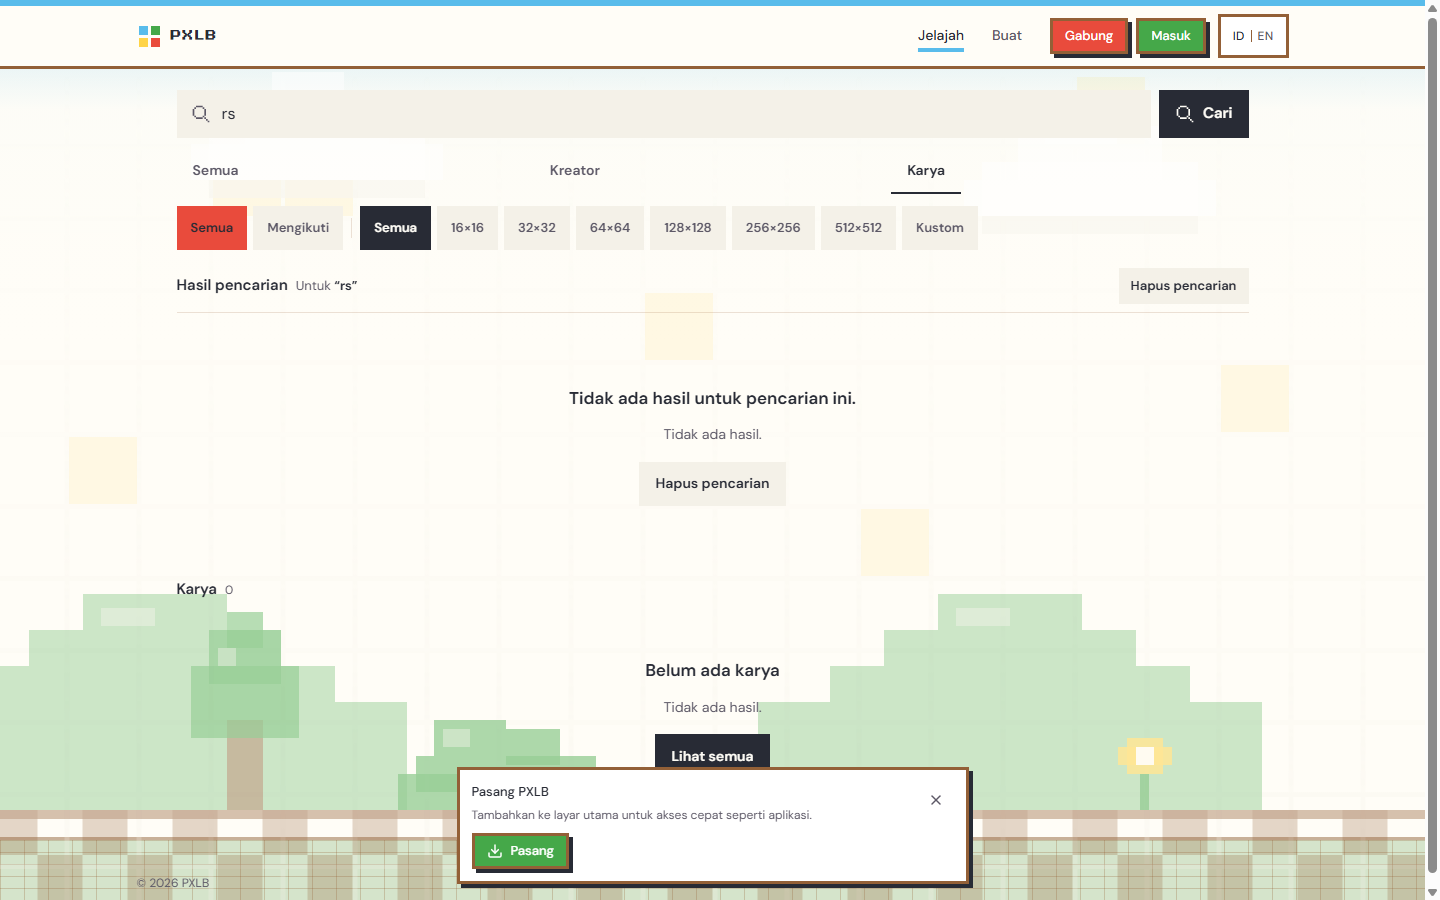 PXLB
Jelajah
Buat
Gabung
Masuk
ID | EN
rs
Cari
Semua
Kreator
Karya
Semua
Mengikuti
Semua
16×16
32×32
64×64
128×128
256×256
512×512
Kustom
Hasil pencarian Untuk “rs”
Hapus pencarian
Tidak ada hasil untuk pencarian ini.
Tidak ada hasil.
Hapus pencarian
Karya 0
Belum ada karya
Tidak ada hasil.
Lihat semua
Pasang PXLB
Tambahkan ke layar utama untuk akses cepat seperti aplikasi.
Pasang
© 2026 PXLB